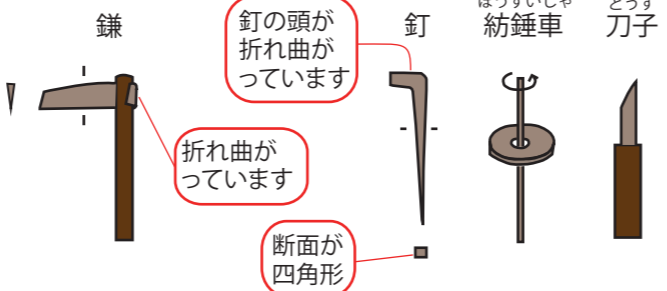 鎌
釘の頭が
折れ曲が
っています
釘
ぼうすいしゃ
紡錘車
とうす
刀子
折れ曲が
っています
断面が
四角形